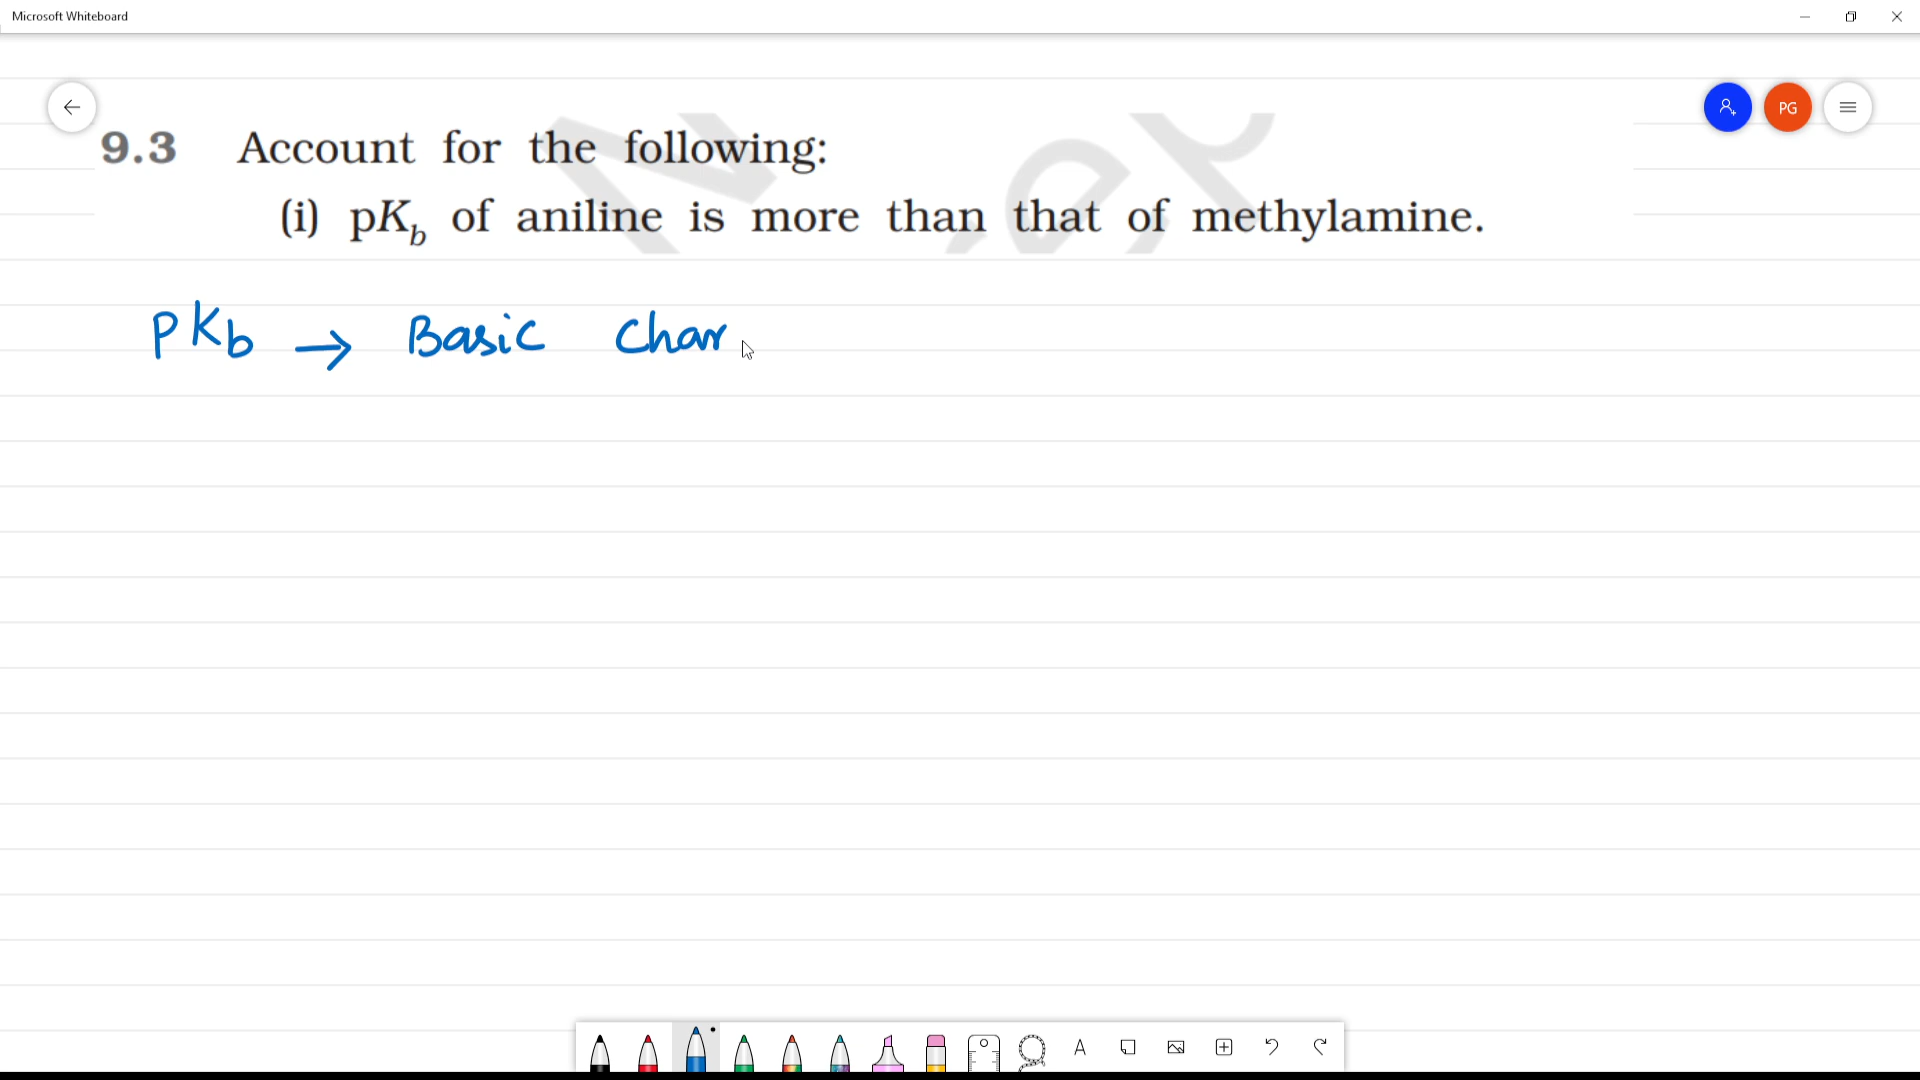 Microsoft Whiteboard
PG
9.3 Account for the following:
(i) pKb of aniline is more than that of methylamine.
PKb → Basic Char